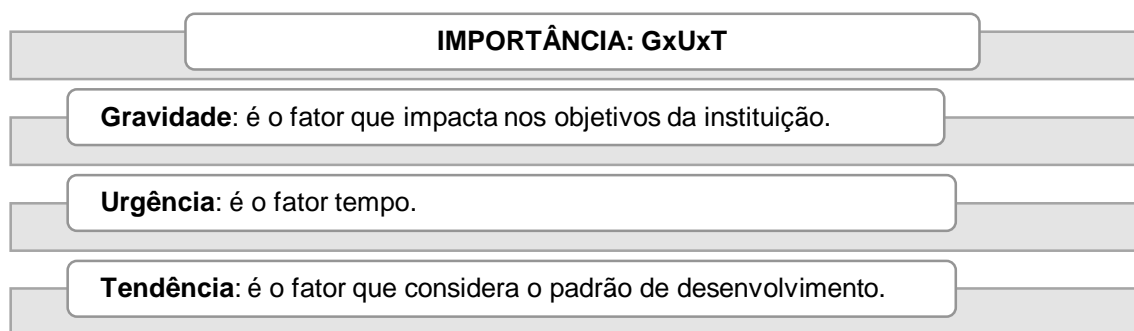 IMPORTÂNCIA: GxUxT
Gravidade: é o fator que impacta nos objetivos da instituição.
Urgência: é o fator tempo.
Tendência: é o fator que considera o padrão de desenvolvimento.